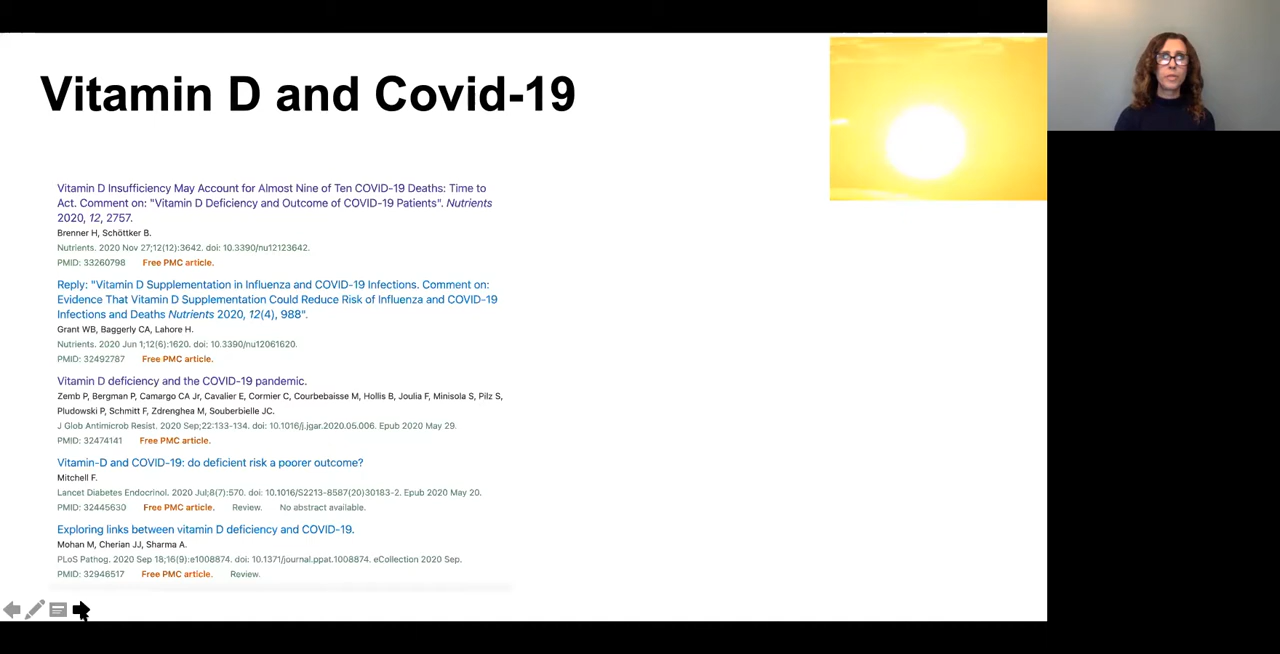 Vitamin D and Covid-19
Vitamin D Insufficiency May Account for Almost Nine of Ten COVID-19 Deaths: Time to
Act. Comment on: "Vitamin D Deficiency and Outcome of COVID-19 Patients". Nutrients
2020, 12, 2757.
Brenner H, Schöttker B.
Nutrients. 2020 Nov 27;12(12):3642. doi: 10.3390/nu12123642.
PMID: 33260798 Free PMC article.
Reply: "Vitamin D Supplementation in Influenza and COVID-19 Infections. Comment on:
Evidence That Vitamin D Supplementation Could Reduce Risk of Influenza and COVID-19
Infections and Deaths Nutrients 2020, 12(4), 988".
Grant WB, Baggerly CA, Lahore H.
Nutrients. 2020 Jun 1;12(6):1620. doi: 10.3390/nu12061620.
PMID: 32492787 Free PMC article.
Vitamin D deficiency and the COVID-19 pandemic.
Zemb P, Bergman P, Camargo CA Jr, Cavalier E, Cormier C, Courbebaisse M, Hollis B, Joulia F, Minisola S, Pilz S,
Pludowski P, Schmitt F, Zdrenghea M, Souberbielle JC.
J Glob Antimicrob Resist. 2020 Sep;22:133-134. doi: 10.1016/j.jgar.2020.05.006. Epub 2020 May 29.
PMID: 32474141 Free PMC article.
Vitamin-D and COVID-19: do deficient risk a poorer outcome?
Mitchell F.
Lancet Diabetes Endocrinol. 2020 Jul;8(7):570. doi: 10.1016/S2213-8587(20)30183-2. Epub 2020 May 20.
PMID: 32445630 Free PMC article. Review. No abstract available.
Exploring links between vitamin D deficiency and COVID-19.
Mohan M, Cherian JJ, Sharma A.
PLoS Pathog. 2020 Sep 18;16(9):e1008874. doi: 10.1371/journal.ppat.1008874. eCollection 2020 Sep.
PMID: 32946517 Free PMC article. Review.